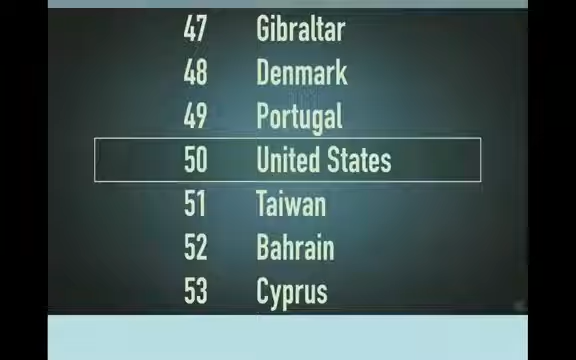 47 Gibraltar
48 Denmark
49 Portugal
50 United States
51 Taiwan
52 Bahrain
53 Cyprus